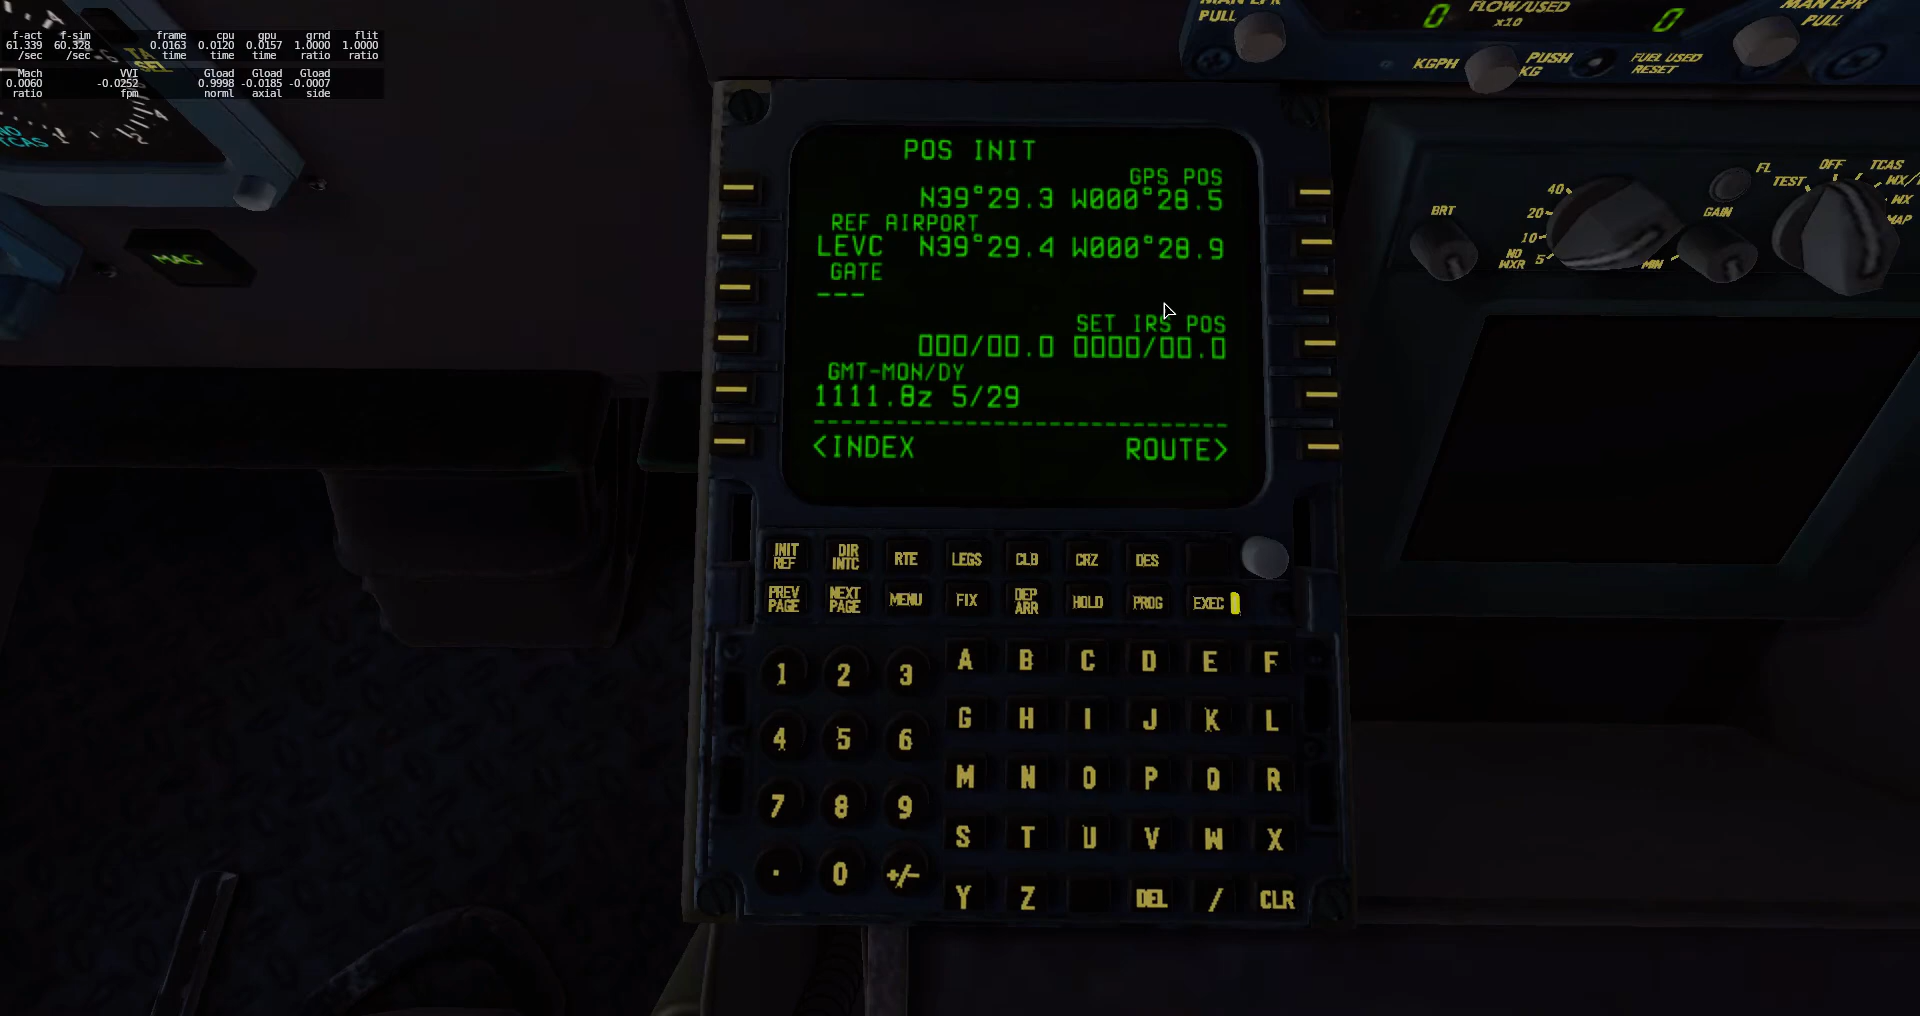 f-act f-sim frame cpu gpu grnd flit
61.339 60.328 0.0163 0.0120 0.0157 1.0000 1.0000
/sec /sec time time time ratio ratio
Mach VVI Gload Gload Gload
0.0060 -0.0252 0.9998 -0.0185 -0.0007
ratio fpm norml axial side
TCAS
MAG
PULL
0
FLOW/USED
x10
0
MAN EPR
PULL
KGPH
PUSH
KG
FUEL USED
RESET
POS INIT
GPS POS
N39°29.3 W000°28.5
REF AIRPORT
LEVC N39°29.4 W000°28.9
GATE
---
SET IRS POS
▯▯▯/▯▯.▯ ▯▯▯▯/▯▯.▯
GMT-MON/DY
1111.8z 5/29
------------------------------
<INDEX ROUTE>
BRT
40
20
10
5
NO
WXR
MIN
GAIN
FL
TEST
OFF
TCAS
WX
MAP
INIT REF
DIR INTC
RTE
LEGS
CLB
CRZ
DES
PREV PAGE
NEXT PAGE
MENU
FIX
DEP ARR
HOLD
PROG
EXEC
1 2 3 A B C D E F
G H I J K L
4 5 6
M N O P Q R
7 8 9
S T U V W X
. 0 +/-
Y Z DEL / CLR